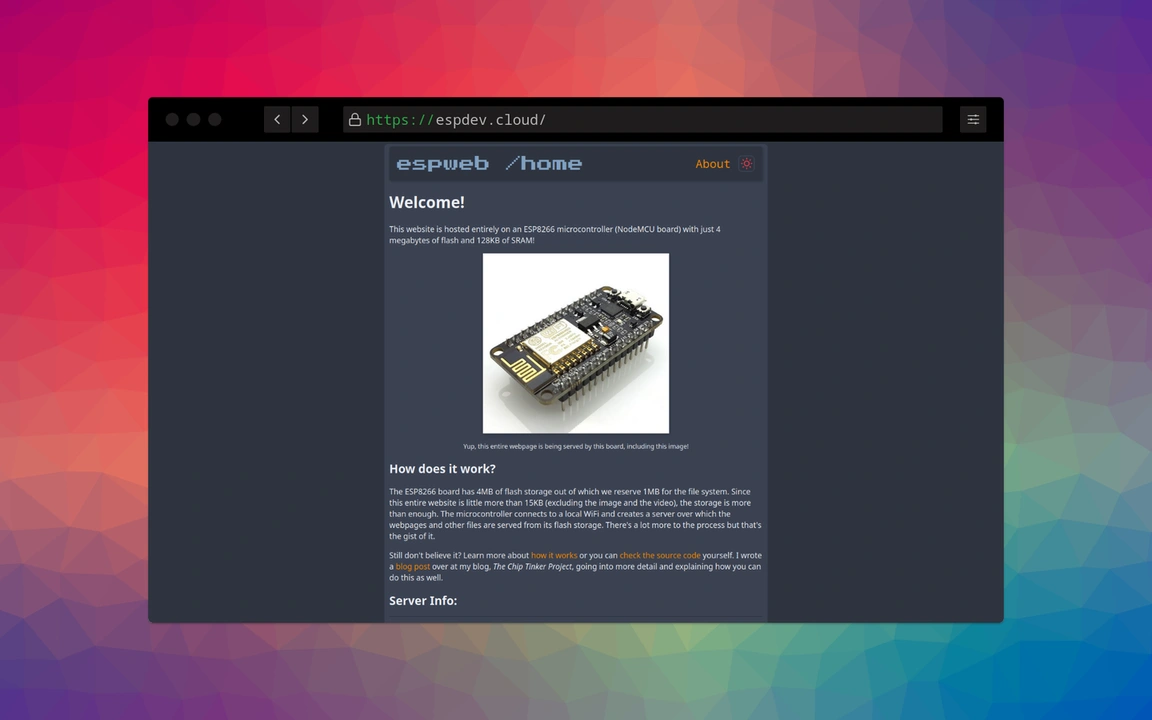 https://espdev.cloud/
espweb /home
About
Welcome!
This website is hosted entirely on an ESP8266 microcontroller (NodeMCU board) with just 4
megabytes of flash and 128KB of SRAM!
Yup, this entire webpage is being served by this board, including this image!
How does it work?
The ESP8266 board has 4MB of flash storage out of which we reserve 1MB for the file system. Since
this entire website is little more than 15KB (excluding the image and the video), the storage is more
than enough. The microcontroller connects to a local WiFi and creates a server over which the
webpages and other files are served from its flash storage. There's a lot more to the process but that's
the gist of it.
Still don't believe it? Learn more about how it works or you can check the source code yourself. I wrote
a blog post over at my blog, The Chip Tinker Project, going into more detail and explaining how you can
do this as well.
Server Info: